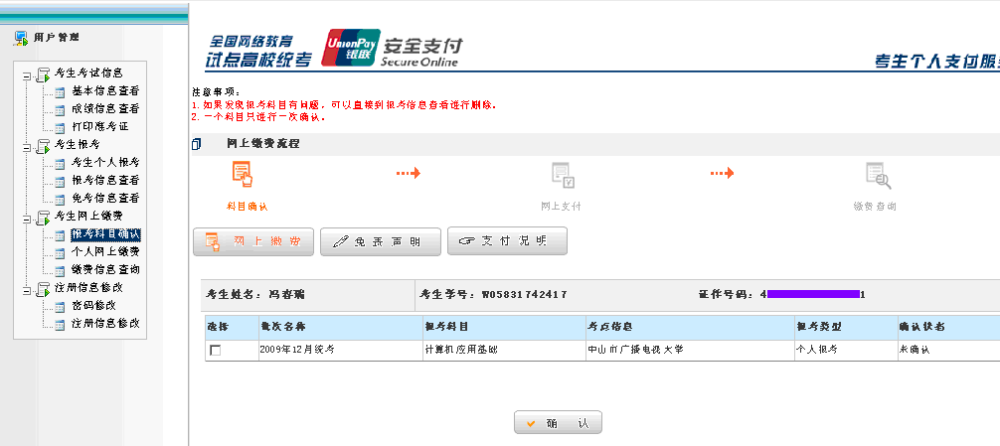 用户管理
考生考试信息
基本信息查看
成绩信息查看
打印准考证
考生报考
考生个人报考
报考信息查看
免考信息查看
考生网上缴费
报考科目确认
个人网上缴费
缴费信息查询
注册信息修改
密码修改
注册信息修改
全国网络教育
试点高校统考
UnionPay
银联
安全支付
Secure Online
考生个人支付服
注意事项:
1. 如果发现报考科目有问题, 可以直接到报考信息查看进行删除。
2. 一个科目只进行一次确认。
网上缴费流程
科目确认 网上支付 缴费查询
网上缴费 免责声明 支付说明
考生姓名: 冯春瑞 考生学号: W05831742417 证件号码: 4 1
选择 批次名称 报考科目 考点信息 报考类型 确认状态
2009年12月统考 计算机应用基础 中山市广播电视大学 个人报考 未确认
确 认